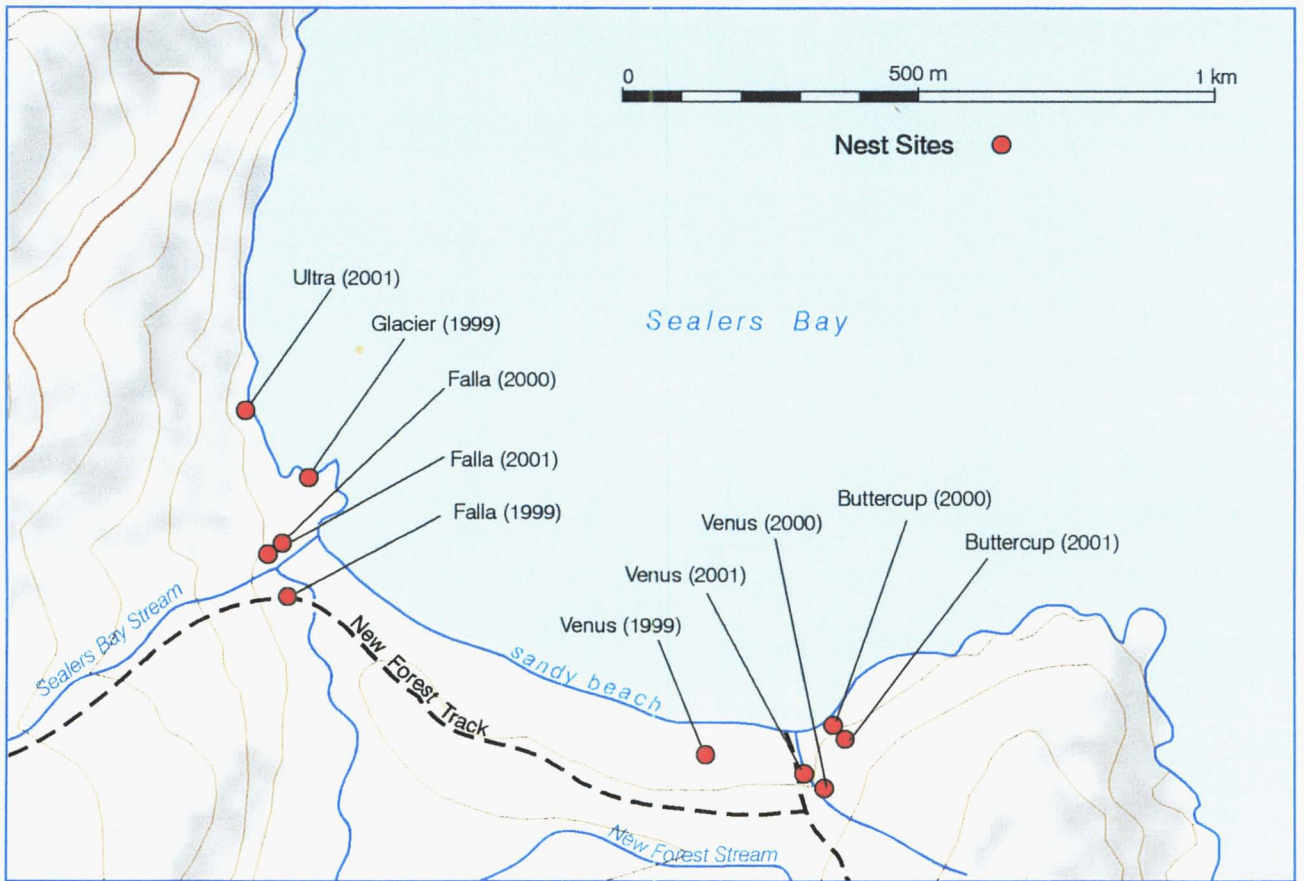 0 500 m 1 km
Nest Sites
Ultra (2001)
Sealers Bay
Glacier (1999)
Falla (2000)
Falla (2001)
Falla (1999)
Buttercup (2000)
Venus (2000)
Buttercup (2001)
Venus (2001)
Venus (1999)
Sealers Bay Stream
New Forest Track
sandy beach
New Forest Stream